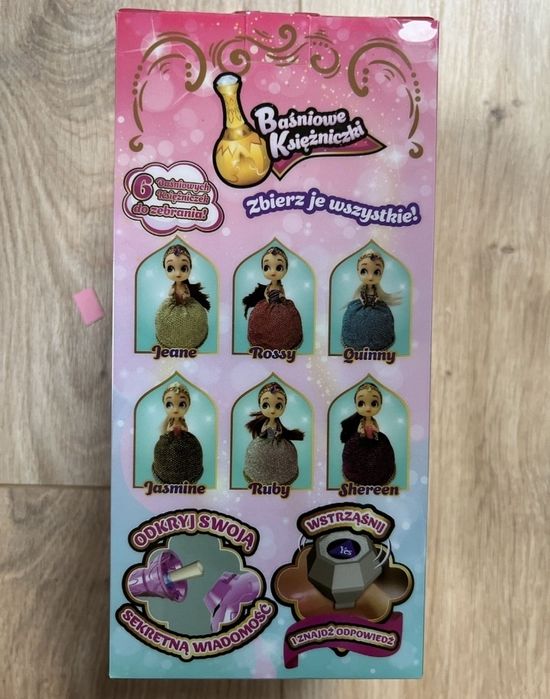 Baśniowe
Księżniczki
6 Baśniowych
Księżniczek
do zebrania!
Zbierz je wszystkie!
Jeane
Rossy
Quinny
Jasmine
Ruby
Shereen
ODKRYJ SWOJĄ
SEKRETNĄ WIADOMOŚĆ
WSTRZĄŚNIJ
Yes
I ZNAJDŹ ODPOWIEDŹ